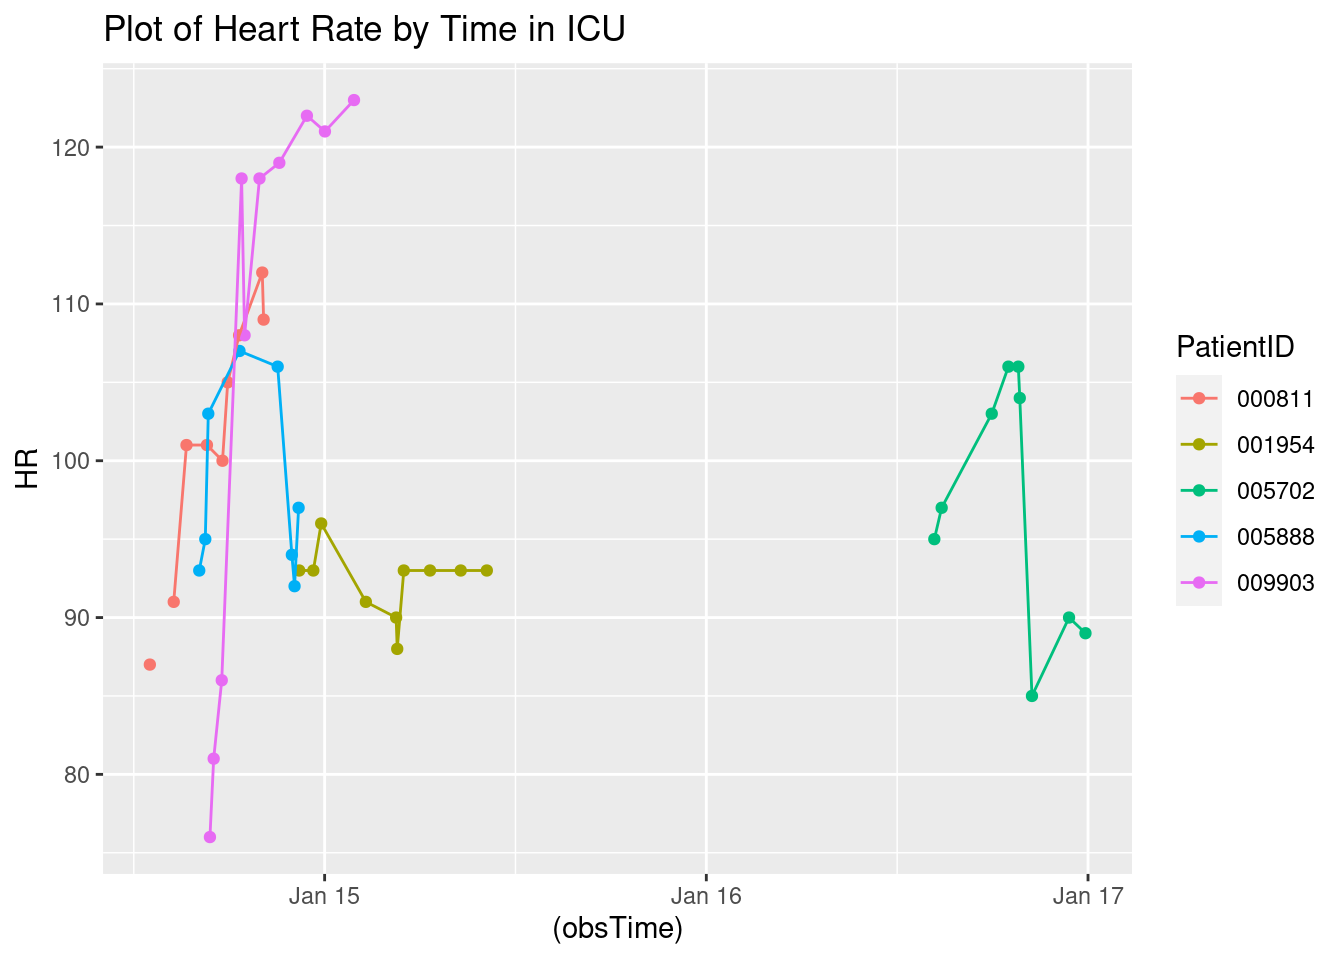 Plot of Heart Rate by Time in ICU
120
110
100
90
80
HR
Jan 15
Jan 16
Jan 17
(obsTime)
PatientID
000811
001954
005702
005888
009903